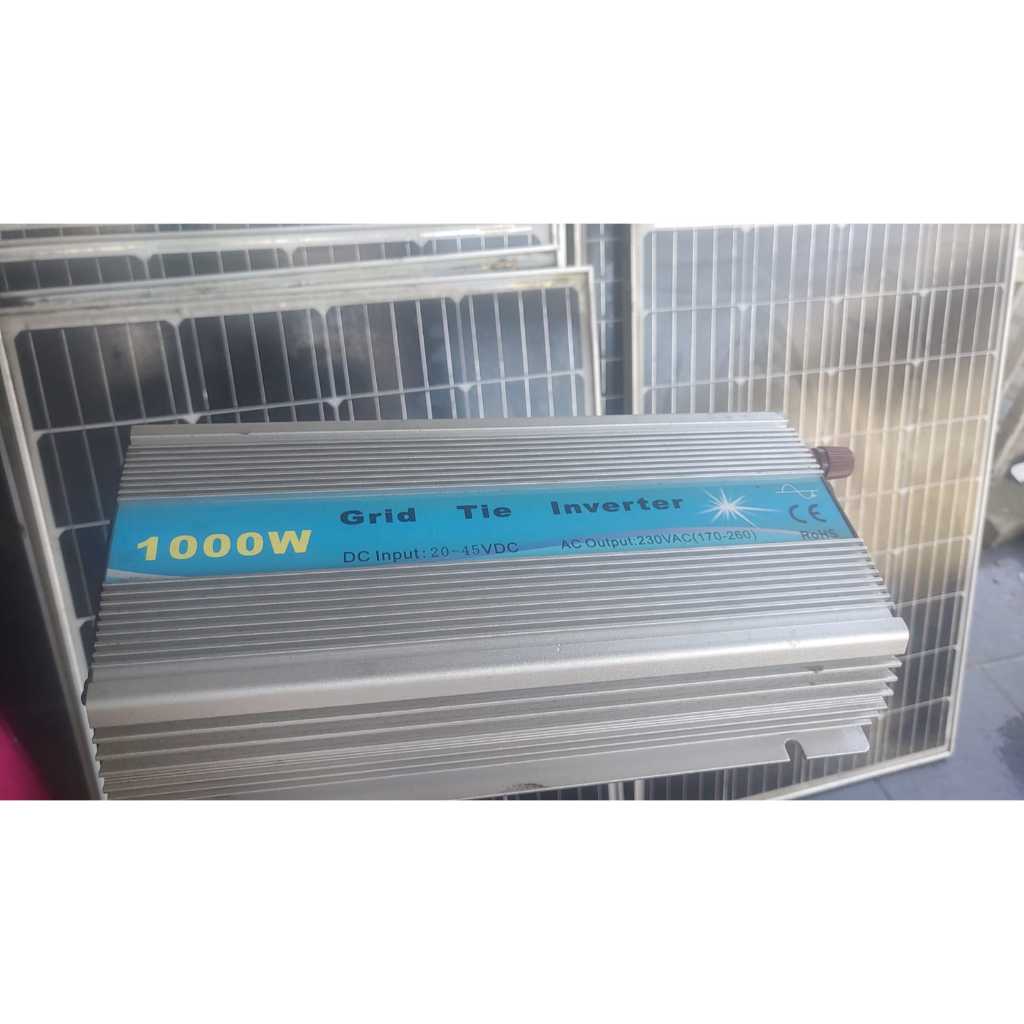 1000W
Grid Tie Inverter
DC Input: 20~45VDC
AC Output:230VAC(170-260)
CE
RoHS